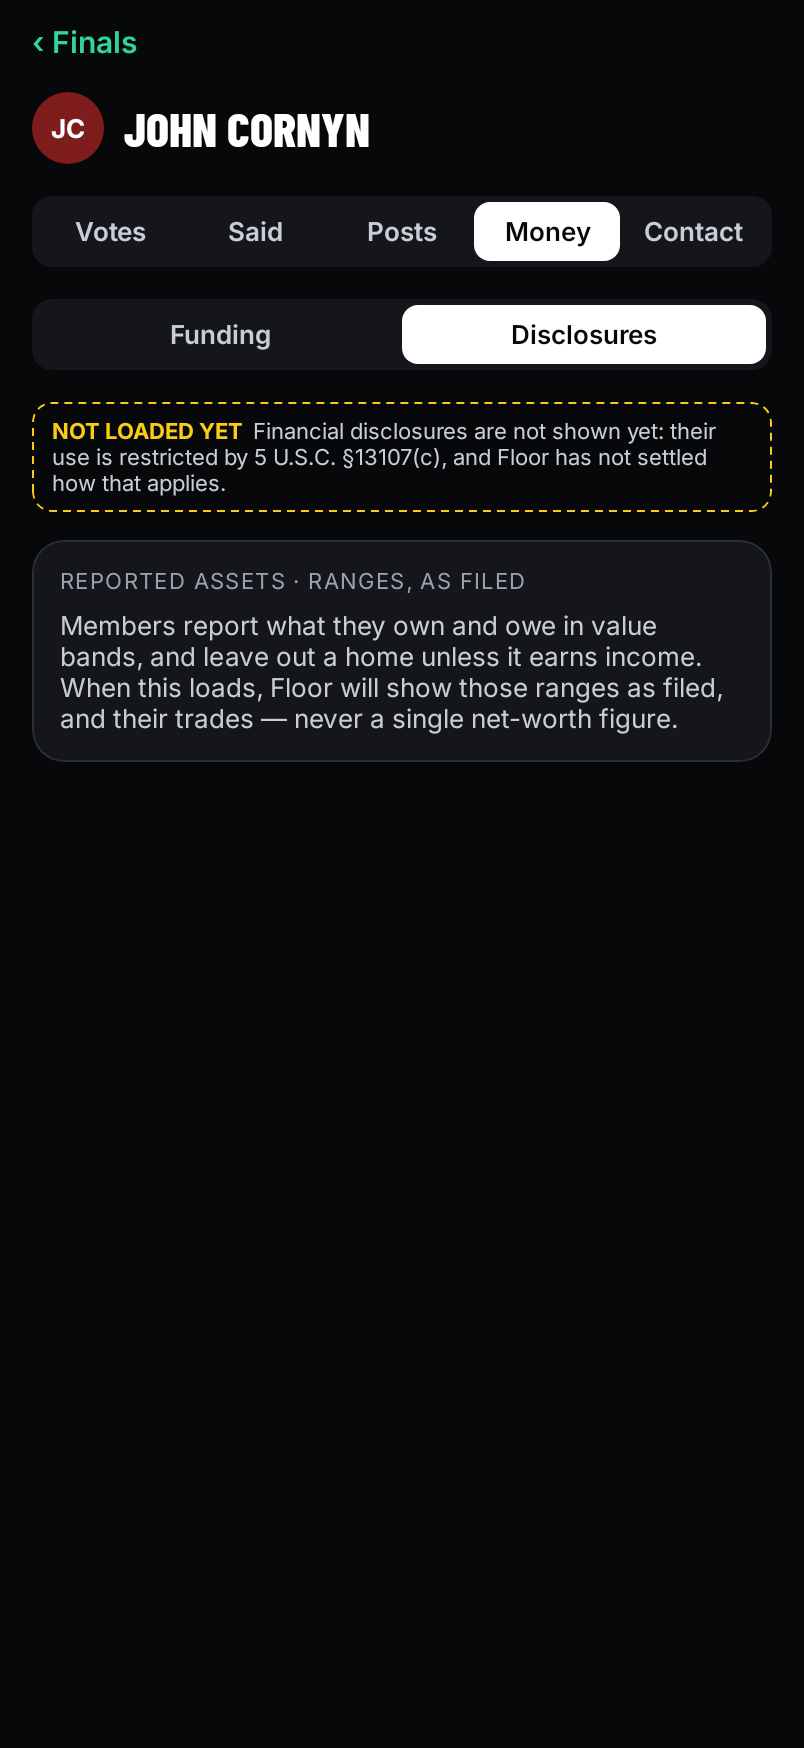 ‹ Finals
JC
JOHN CORNYN
Votes Said Posts Money Contact
Funding Disclosures
NOT LOADED YET Financial disclosures are not shown yet: their
use is restricted by 5 U.S.C. §13107(c), and Floor has not settled
how that applies.
REPORTED ASSETS · RANGES, AS FILED
Members report what they own and owe in value
bands, and leave out a home unless it earns income.
When this loads, Floor will show those ranges as filed,
and their trades — never a single net-worth figure.